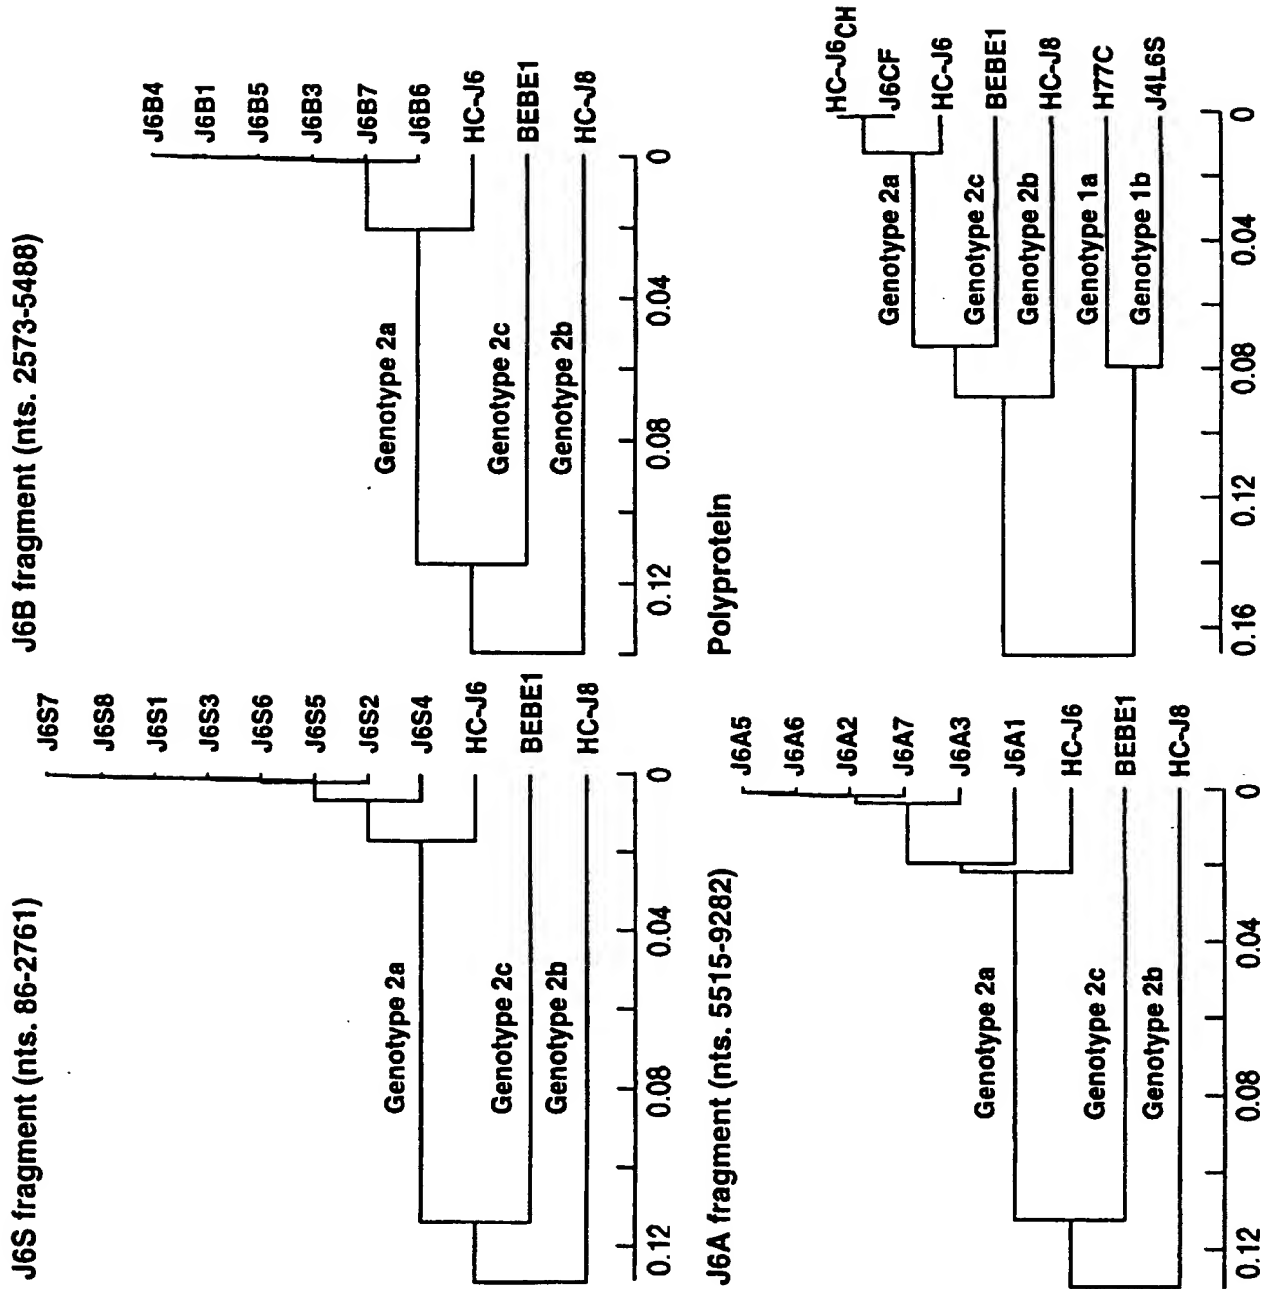 J6S fragment (nts. 86-2761)
J6S7
J6S8
J6S1
J6S3
J6S6
J6S5
J6S2
J6S4
HC-J6
BEBE1
HC-J8
Genotype 2a
Genotype 2c
Genotype 2b
0.12
0.08
0.04
0
J6B fragment (nts. 2573-5488)
J6B4
J6B1
J6B5
J6B3
J6B7
J6B6
HC-J6
BEBE1
HC-J8
Genotype 2a
Genotype 2c
Genotype 2b
0.12
0.08
0.04
0
J6A fragment (nts. 5515-9282)
J6A5
J6A6
J6A2
J6A7
J6A3
J6A1
HC-J6
BEBE1
HC-J8
Genotype 2a
Genotype 2c
Genotype 2b
0.12
0.08
0.04
0
Polyprotein
HC-J6CH
J6CF
HC-J6
BEBE1
HC-J8
H77C
J4L6S
Genotype 2a
Genotype 2c
Genotype 2b
Genotype 1a
Genotype 1b
0.16
0.12
0.08
0.04
0